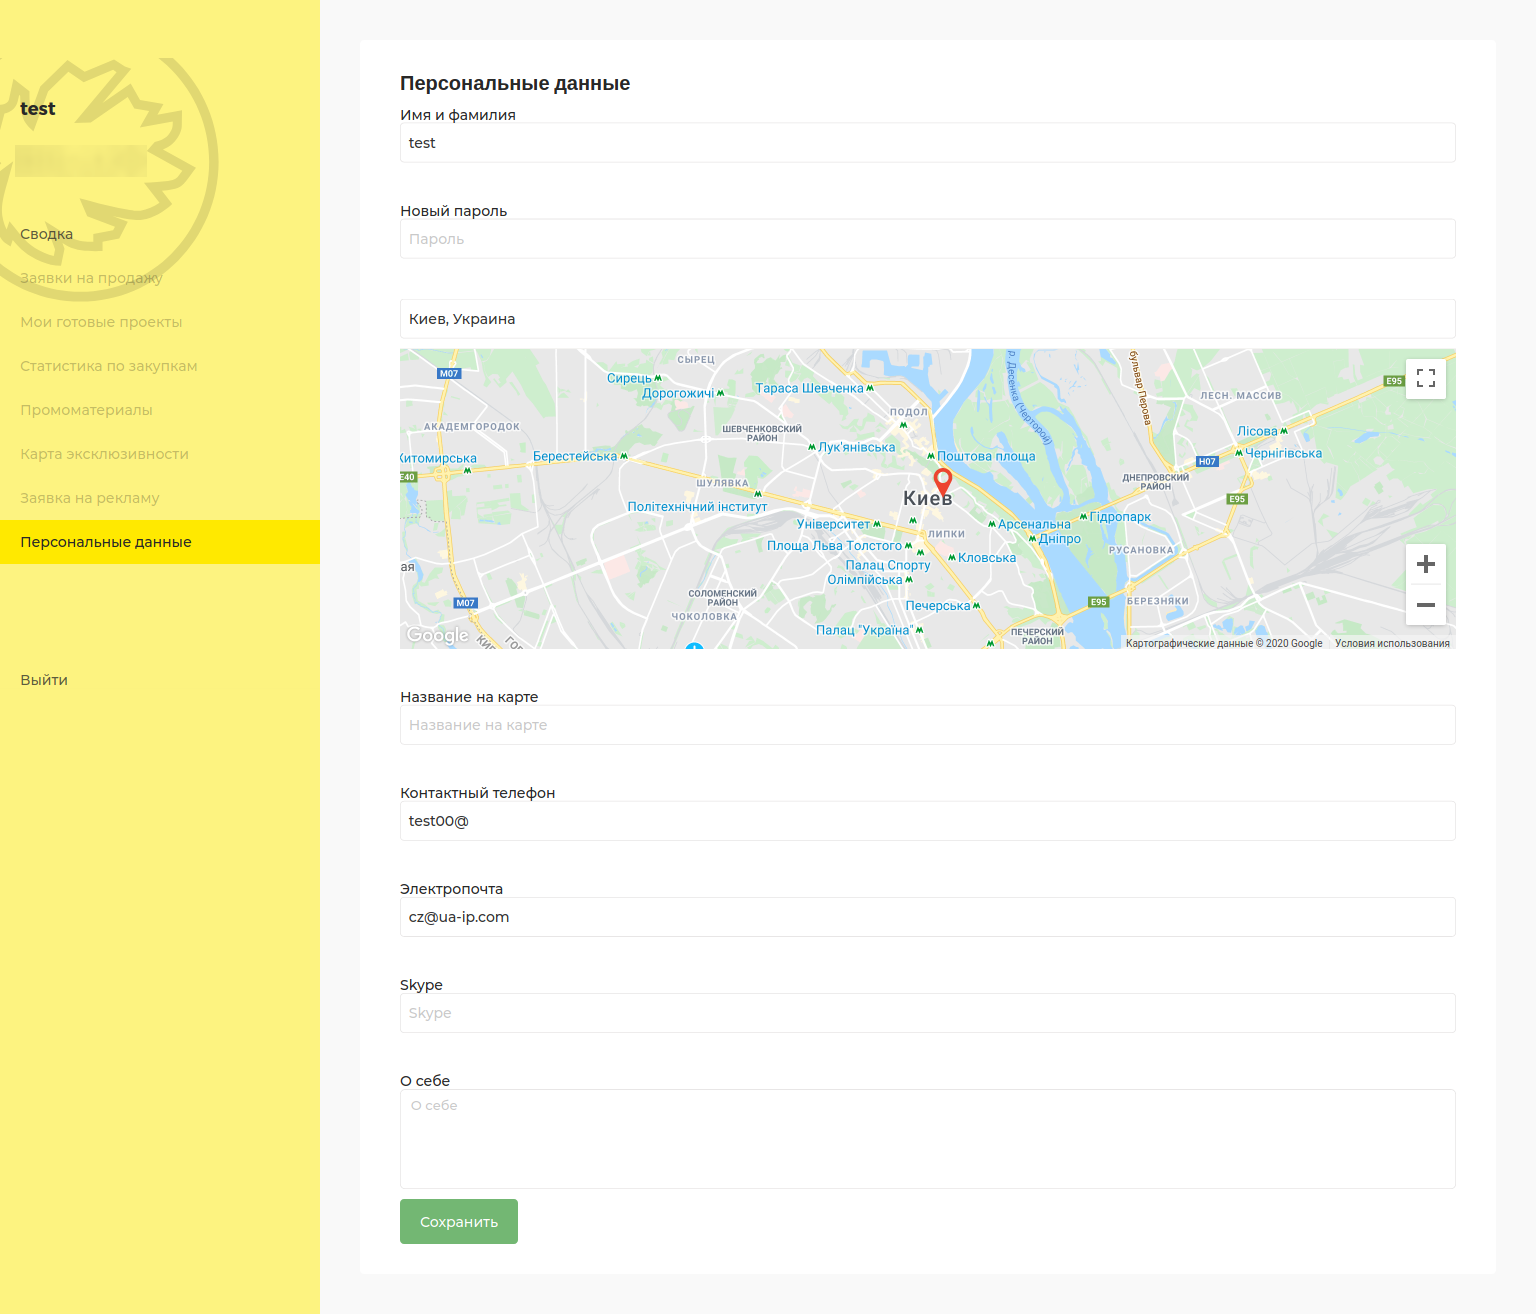 test
Сводка
Заявки на продажу
Мои готовые проекты
Статистика по закупкам
Промоматериалы
Карта эксклюзивности
Заявка на рекламу
Персональные данные
Выйти
Персональные данные
Имя и фамилия
test
Новый пароль
Пароль
Киев, Украина
СЫРЕЦ
M07
Сирець
Дорогожичі
Тараса Шевченка
р. Десенка (Черторой)
бульвар Перова
E95
ЛЕСН. МАССИВ
ПОДОЛ
АКАДЕМГОРОДОК
ШЕВЧЕНКОВСКИЙ
РАЙОН
Лісова
Лук'янівська
Чернігівська
Житомирська
Берестейська
Поштова площа
H07
E40
ШУЛЯВКА
ДНЕПРОВСКИЙ
РАЙОН
Киев
E95
Політехнічний інститут
Гідропарк
Університет
Арсенальна
ЛИПКИ
Дніпро
Площа Льва Толстого
РУСАНОВКА
Кловська
Палац Спорту
ая
Олімпійська
СОЛОМЕНСКИЙ
РАЙОН
M07
Печерська
E95
БЕРЕЗНЯКИ
ЧОКОЛОВКА
Палац "Україна"
ПЕЧЕРСКИЙ
РАЙОН
Google
Картографические данные © 2020 Google
Условия использования
Название на карте
Название на карте
Контактный телефон
test00@
Электропочта
cz@ua-ip.com
Skype
Skype
О себе
О себе
Сохранить